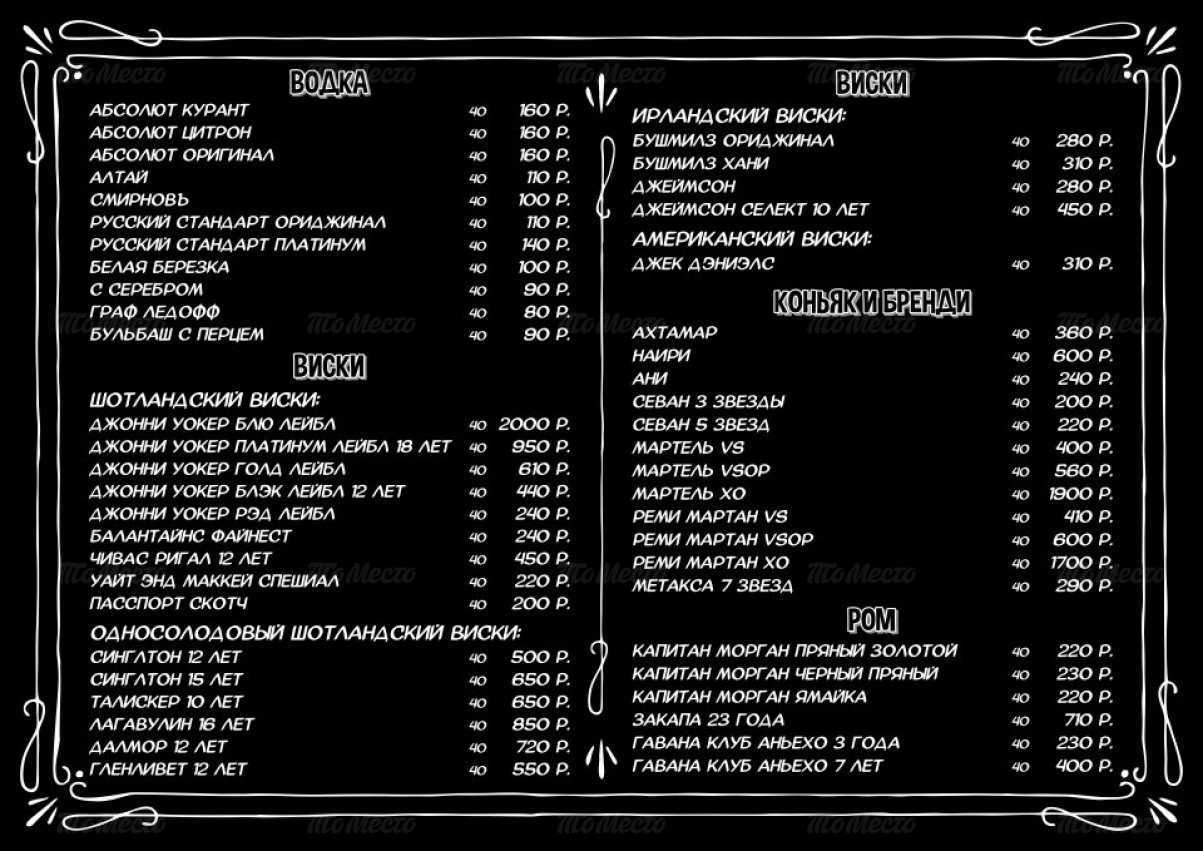 ВОДКА
АБСОЛЮТ КУРАНТ 40 160 Р.
АБСОЛЮТ ЦИТРОН 40 160 Р.
АБСОЛЮТ ОРИГИНАЛ 40 160 Р.
АЛТАЙ 40 110 Р.
СМИРНОВЪ 40 100 Р.
РУССКИЙ СТАНДАРТ ОРИДЖИНАЛ 40 110 Р.
РУССКИЙ СТАНДАРТ ПЛАТИНУМ 40 140 Р.
БЕЛАЯ БЕРЕЗКА 40 100 Р.
С СЕРЕБРОМ 40 90 Р.
ГРАФ ЛЕДОФФ 40 80 Р.
БУЛЬБАШ С ПЕРЦЕМ 40 90 Р.
ВИСКИ
ШОТЛАНДСКИЙ ВИСКИ:
ДЖОННИ УОКЕР БЛЮ ЛЕЙБЛ 40 2000 Р.
ДЖОННИ УОКЕР ПЛАТИНУМ ЛЕЙБЛ 18 ЛЕТ 40 950 Р.
ДЖОННИ УОКЕР ГОЛД ЛЕЙБЛ 40 610 Р.
ДЖОННИ УОКЕР БЛЭК ЛЕЙБЛ 12 ЛЕТ 40 440 Р.
ДЖОННИ УОКЕР РЭД ЛЕЙБЛ 40 240 Р.
БАЛАНТАЙНС ФАЙНЕСТ 40 240 Р.
ЧИВАС РИГАЛ 12 ЛЕТ 40 450 Р.
УАЙТ ЭНД МАККЕЙ СПЕШИАЛ 40 220 Р.
ПАССПОРТ СКОТЧ 40 200 Р.
ОДНОСОЛОДОВЫЙ ШОТЛАНДСКИЙ ВИСКИ:
СИНГЛТОН 12 ЛЕТ 40 500 Р.
СИНГЛТОН 15 ЛЕТ 40 650 Р.
ТАЛИСКЕР 10 ЛЕТ 40 650 Р.
ЛАГАВУЛИН 16 ЛЕТ 40 850 Р.
ДАЛМОР 12 ЛЕТ 40 720 Р.
ГЛЕНЛИВЕТ 12 ЛЕТ 40 550 Р.
ВИСКИ
ИРЛАНДСКИЙ ВИСКИ:
БУШМИЛЗ ОРИДЖИНАЛ 40 280 Р.
БУШМИЛЗ ХАНИ 40 310 Р.
ДЖЕЙМСОН 40 280 Р.
ДЖЕЙМСОН СЕЛЕКТ 10 ЛЕТ 40 450 Р.
АМЕРИКАНСКИЙ ВИСКИ:
ДЖЕК ДЭНИЭЛС 40 310 Р.
КОНЬЯК И БРЕНДИ
АХТАМАР 40 360 Р.
НАИРИ 40 600 Р.
АНИ 40 240 Р.
СЕВАН 3 ЗВЕЗДЫ 40 200 Р.
СЕВАН 5 ЗВЕЗД 40 220 Р.
МАРТЕЛЬ VS 40 400 Р.
МАРТЕЛЬ VSOP 40 560 Р.
МАРТЕЛЬ ХО 40 1900 Р.
РЕМИ МАРТАН VS 40 410 Р.
РЕМИ МАРТАН VSOP 40 600 Р.
РЕМИ МАРТАН ХО 40 1700 Р.
МЕТАКСА 7 ЗВЕЗД 40 290 Р.
РОМ
КАПИТАН МОРГАН ПРЯНЫЙ ЗОЛОТОЙ 40 220 Р.
КАПИТАН МОРГАН ЧЕРНЫЙ ПРЯНЫЙ 40 230 Р.
КАПИТАН МОРГАН ЯМАЙКА 40 220 Р.
ЗАКАПА 23 ГОДА 40 710 Р.
ГАВАНА КЛУБ АНЬЕХО 3 ГОДА 40 230 Р.
ГАВАНА КЛУБ АНЬЕХО 7 ЛЕТ 40 400 Р.
ТоМесто